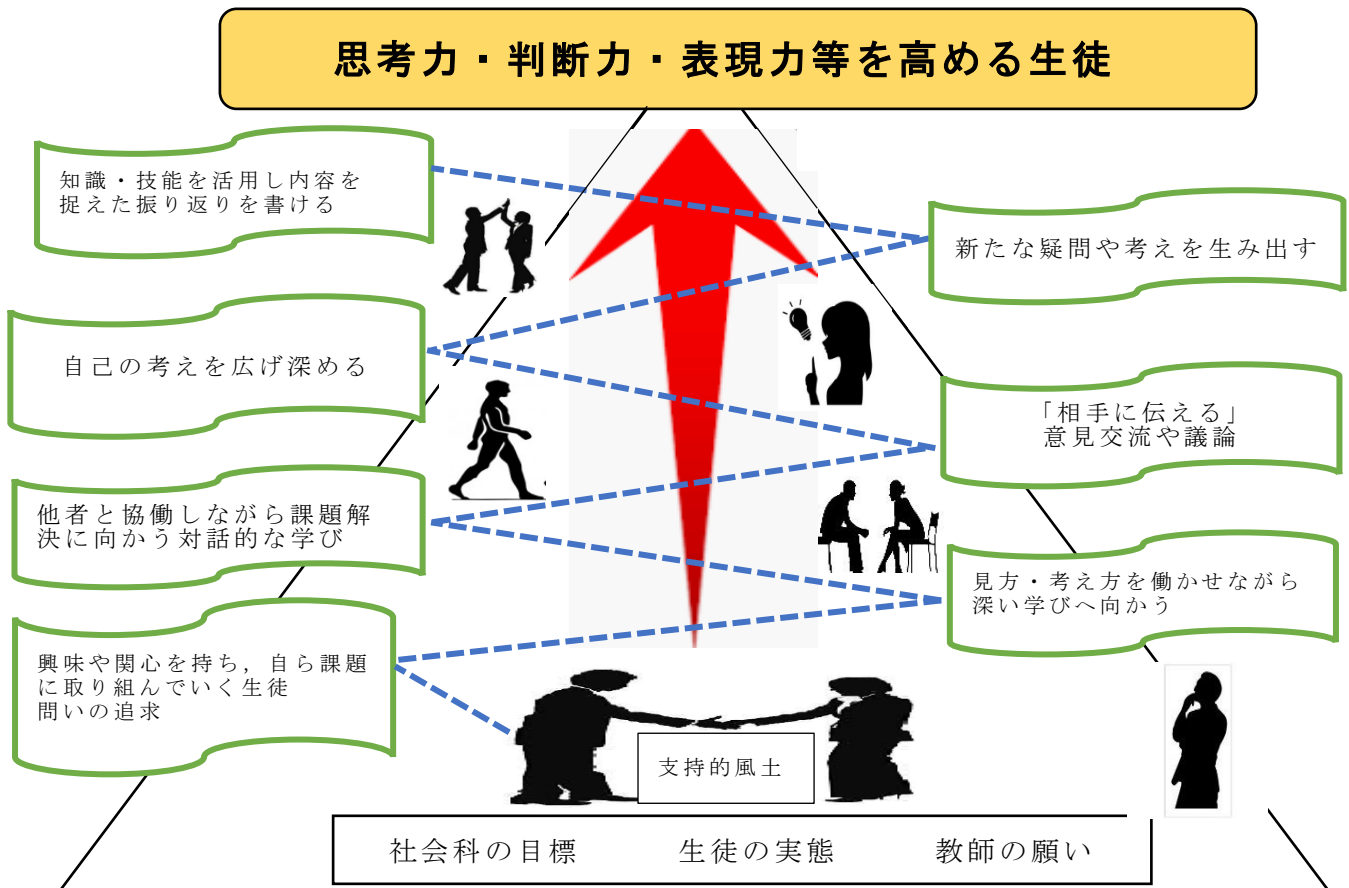 思考力・判断力・表現力等を高める生徒
知識・技能を活用し内容を
捉えた振り返りを書ける
新たな疑問や考えを生み出す
自己の考えを広げ深める
「相手に伝える」
意見交流や議論
他者と協働しながら課題解
決に向かう対話的な学び
見方・考え方を働かせながら
深い学びへ向かう
興味や関心を持ち，自ら課題
に取り組んでいく生徒
問いの追求
支持的風土
社会科の目標 生徒の実態 教師の願い